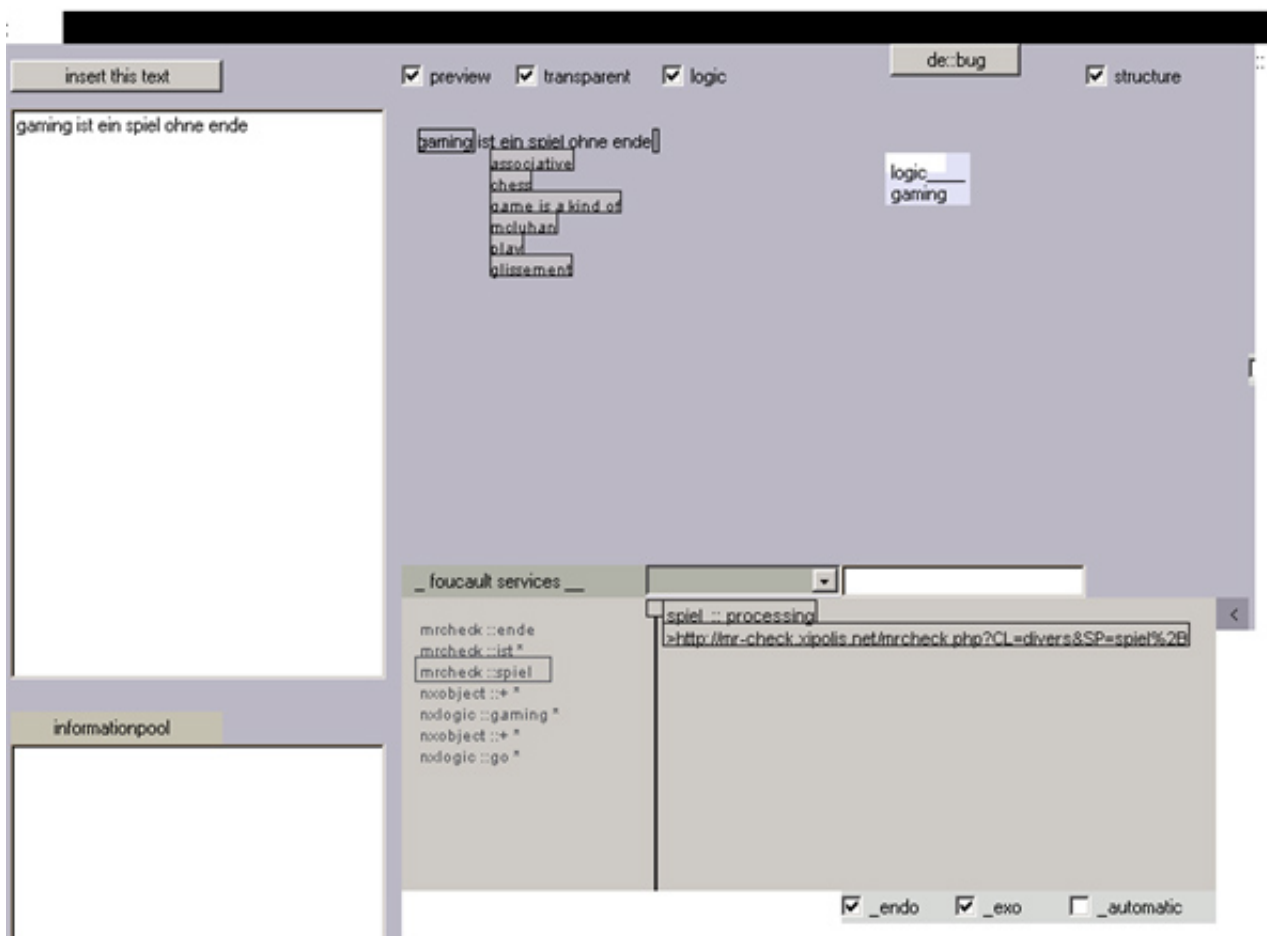 insert this text
gaming ist ein spiel ohne ende
preview transparent logic
de::bug
structure
gaming ist ein spiel ohne ende
associative
chess
game is a kind of
mcluhan
play
glissement
logic____
gaming
_ foucault services __
mrcheck ::ende
mrcheck ::ist *
mrcheck ::spiel
nxobject ::+ *
nxlogic ::gaming *
nxobject ::+ *
nxlogic ::go *
spiel :: processing
>http://mr-check.xipolis.net/mrcheck.php?CL=divers&SP=spiel%2B
<
informationpool
_endo _exo _automatic